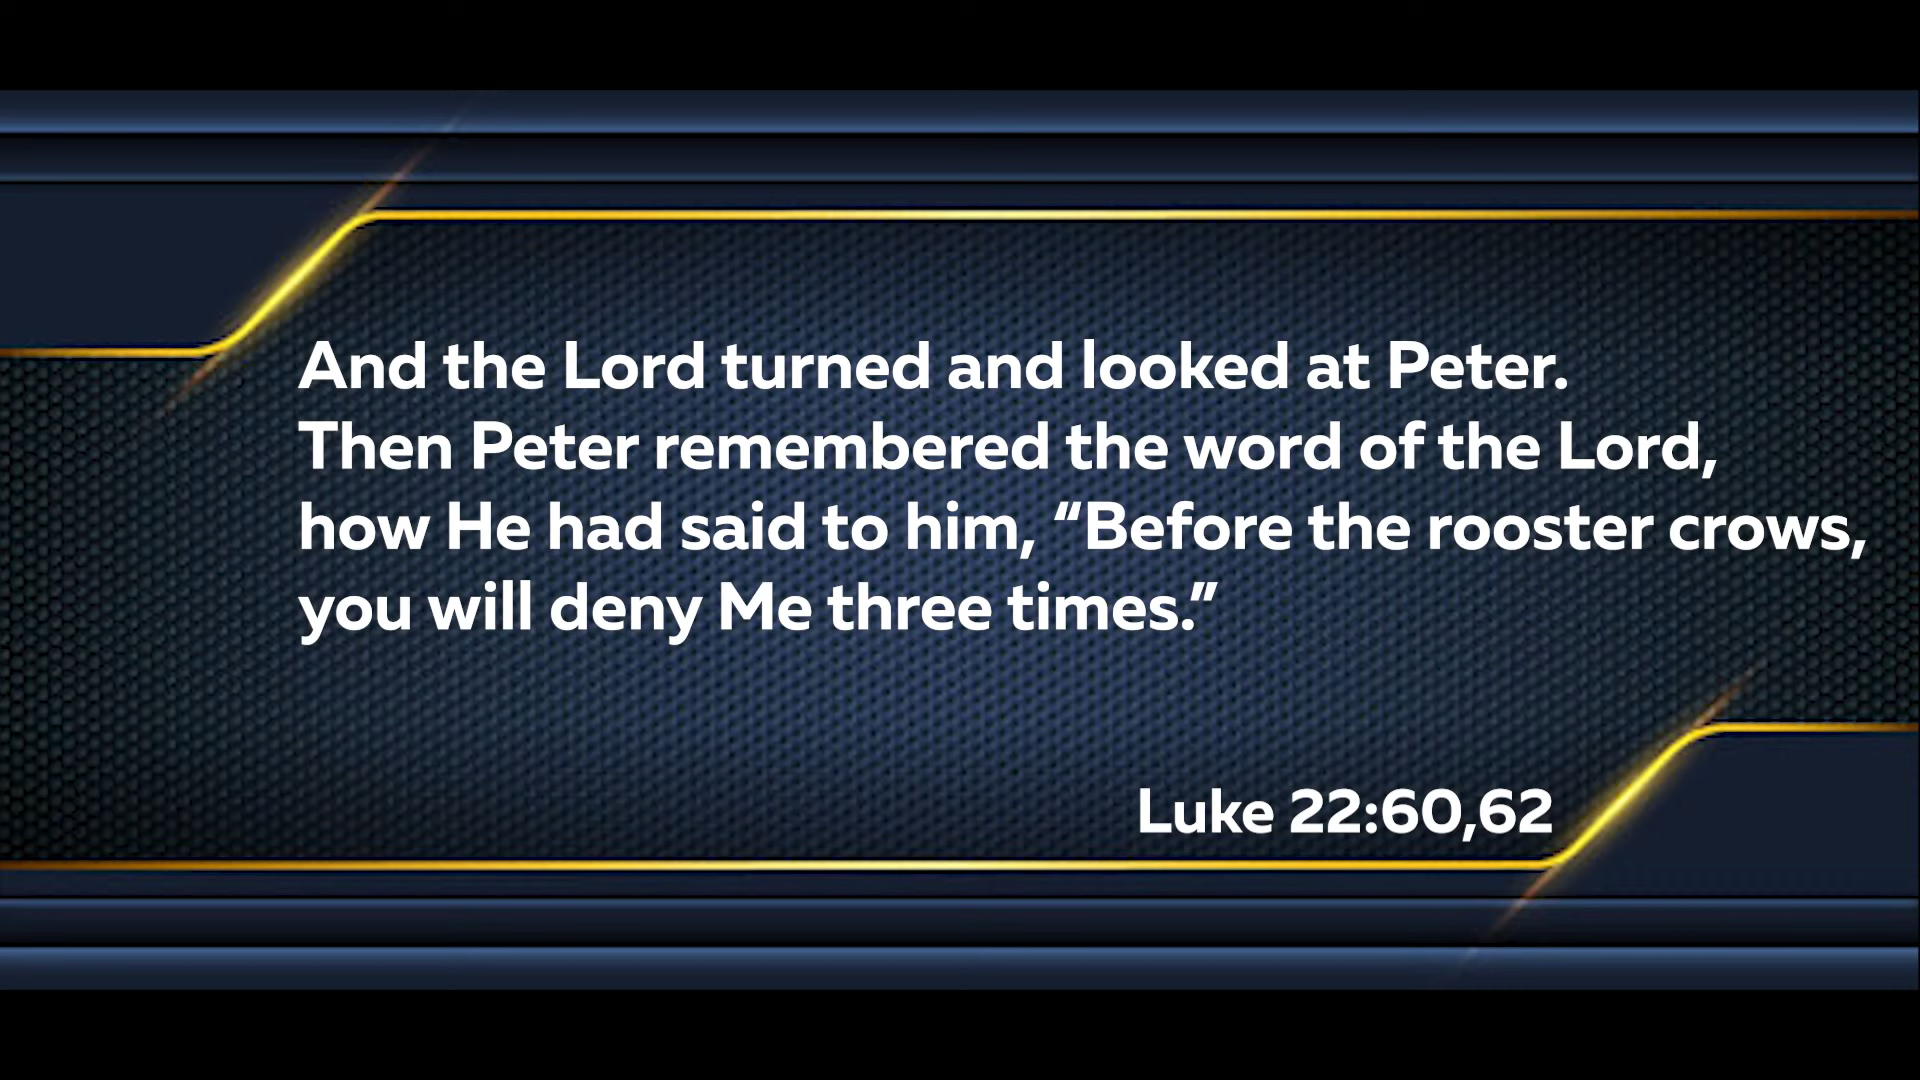 And the Lord turned and looked at Peter.
Then Peter remembered the word of the Lord,
how He had said to him, “Before the rooster crows,
you will deny Me three times.”
Luke 22:60,62